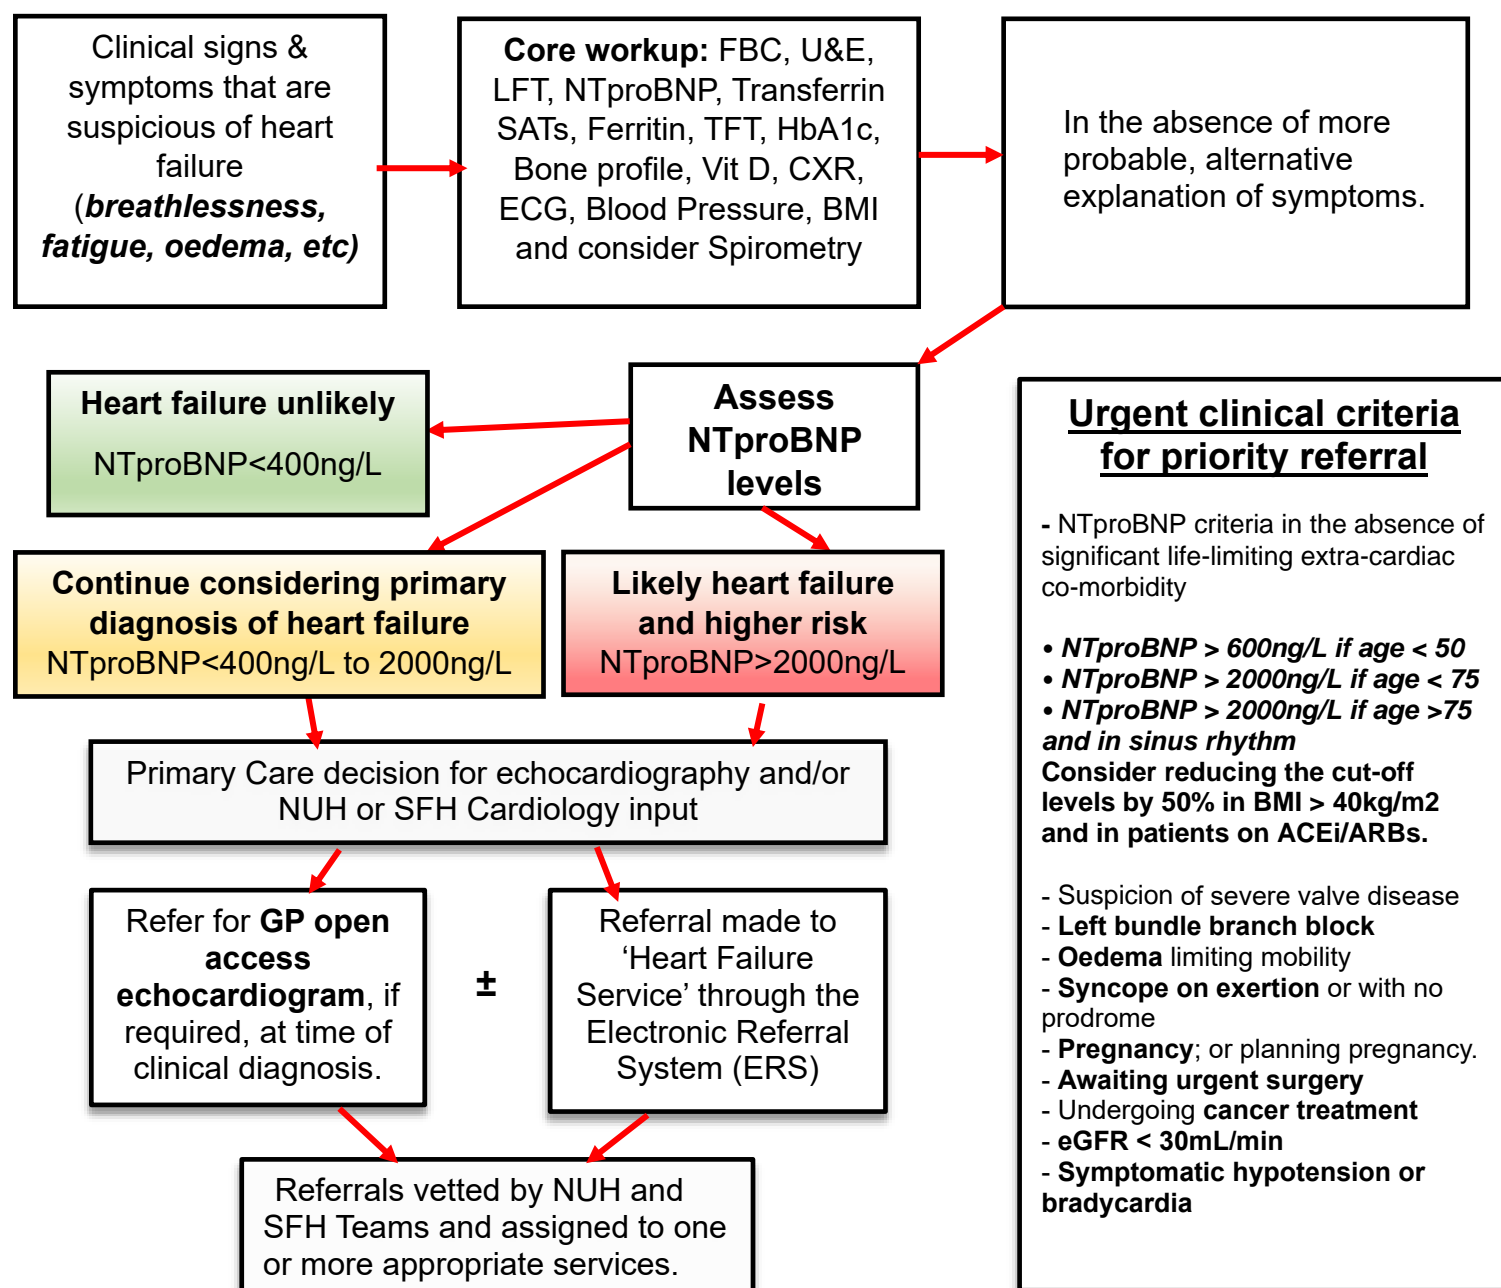 Clinical signs &
symptoms that are
suspicious of heart
failure
(breathlessness,
fatigue, oedema, etc)
Core workup: FBC, U&E,
LFT, NTproBNP, Transferrin
SATs, Ferritin, TFT, HbA1c,
Bone profile, Vit D, CXR,
ECG, Blood Pressure, BMI
and consider Spirometry
In the absence of more
probable, alternative
explanation of symptoms.
Heart failure unlikely
NTproBNP<400ng/L
Assess
NTproBNP
levels
Continue considering primary
diagnosis of heart failure
NTproBNP<400ng/L to 2000ng/L
Likely heart failure
and higher risk
NTproBNP>2000ng/L
Primary Care decision for echocardiography and/or
NUH or SFH Cardiology input
Refer for GP open
access
echocardiogram, if
required, at time of
clinical diagnosis.
±
Referral made to
‘Heart Failure
Service’ through the
Electronic Referral
System (ERS)
Referrals vetted by NUH and
SFH Teams and assigned to one
or more appropriate services.
Urgent clinical criteria
for priority referral
- NTproBNP criteria in the absence of
significant life-limiting extra-cardiac
co-morbidity
• NTproBNP > 600ng/L if age < 50
• NTproBNP > 2000ng/L if age < 75
• NTproBNP > 2000ng/L if age >75
and in sinus rhythm
Consider reducing the cut-off
levels by 50% in BMI > 40kg/m2
and in patients on ACEi/ARBs.
- Suspicion of severe valve disease
- Left bundle branch block
- Oedema limiting mobility
- Syncope on exertion or with no
prodrome
- Pregnancy; or planning pregnancy.
- Awaiting urgent surgery
- Undergoing cancer treatment
- eGFR < 30mL/min
- Symptomatic hypotension or
bradycardia